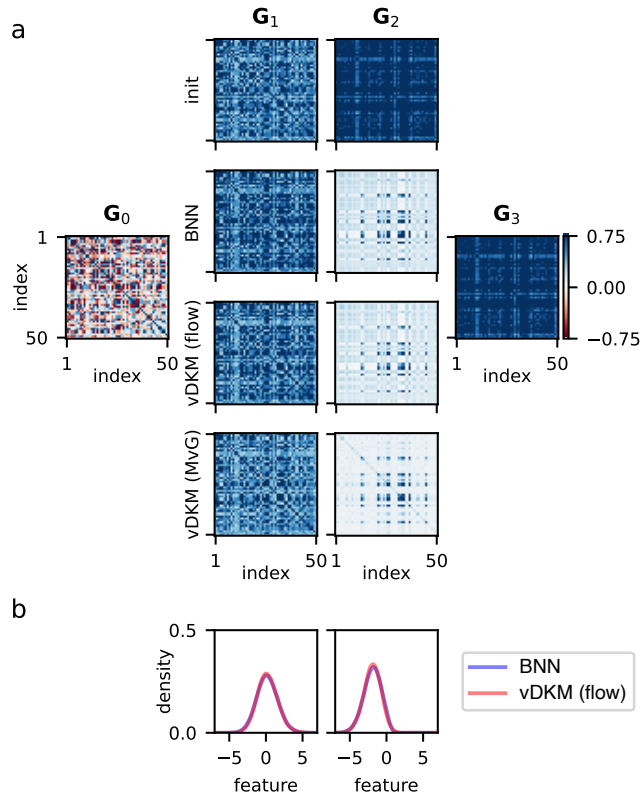 a
G1
G2
init
BNN
G0
1
index
50
1
50
index
vDKM (flow)
G3
0.75
0.00
−0.75
1
50
index
vDKM (MvG)
1
50
1
50
index
index
b
0.5
density
0.0
−5
0
5
−5
0
5
feature
feature
BNN
vDKM (flow)